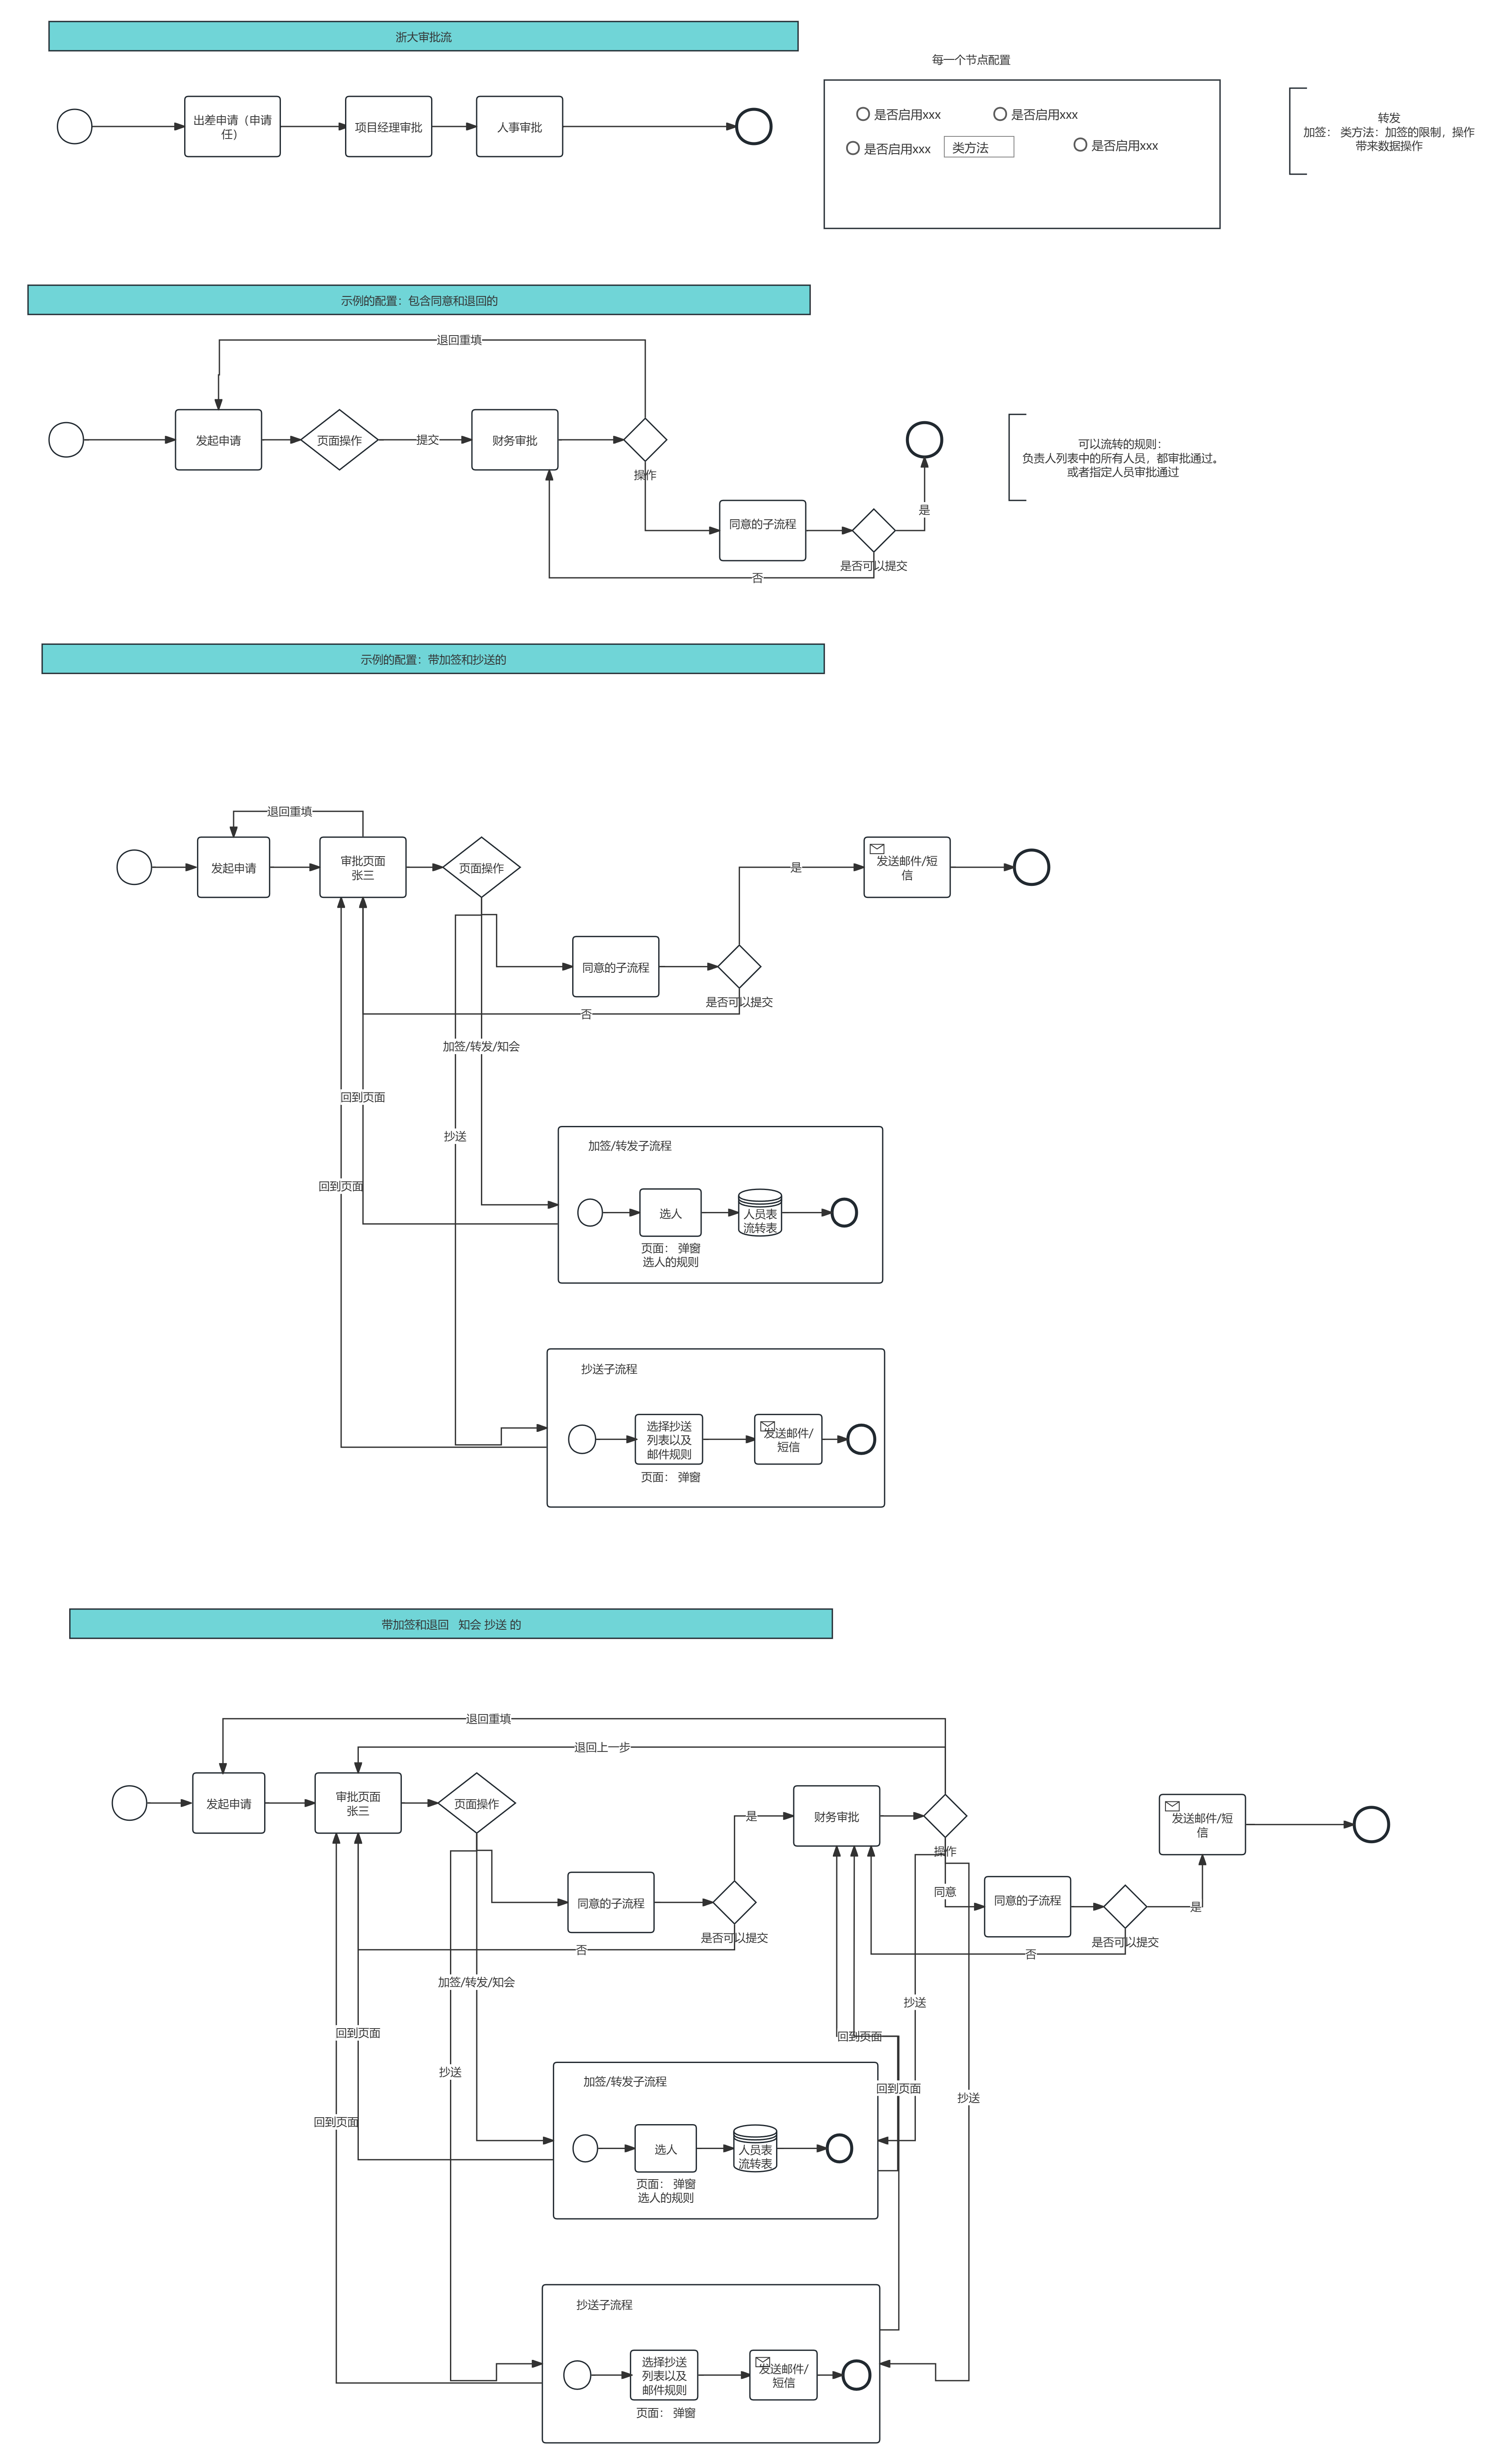 浙大审批流
每一个节点配置
出差申请（申请
任）
项目经理审批
人事审批
是否启用xxx
是否启用xxx
是否启用xxx
类方法
是否启用xxx
转发
加签： 类方法：加签的限制，操作
带来数据操作
示例的配置：包含同意和退回的
退回重填
发起申请
页面操作
提交
财务审批
操作
同意的子流程
是否可以提交
是
否
可以流转的规则：
负责人列表中的所有人员，都审批通过。
或者指定人员审批通过
示例的配置：带加签和抄送的
退回重填
发起申请
审批页面
张三
页面操作
是
发送邮件/短
信
同意的子流程
是否可以提交
否
加签/转发/知会
回到页面
抄送
回到页面
加签/转发子流程
选人
人员表
流转表
页面： 弹窗
选人的规则
抄送子流程
选择抄送
列表以及
邮件规则
发送邮件/
短信
页面： 弹窗
带加签和退回 知会 抄送 的
退回重填
退回上一步
发起申请
审批页面
张三
页面操作
是
财务审批
操作
发送邮件/短
信
同意的子流程
是否可以提交
否
同意
同意的子流程
是否可以提交
是
否
加签/转发/知会
抄送
回到页面
回到页面
抄送
回到页面
回到页面
抄送
加签/转发子流程
选人
人员表
流转表
页面： 弹窗
选人的规则
抄送子流程
选择抄送
列表以及
邮件规则
发送邮件/
短信
页面： 弹窗